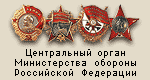 Центральный орган
Министерства обороны
Российской Федерации